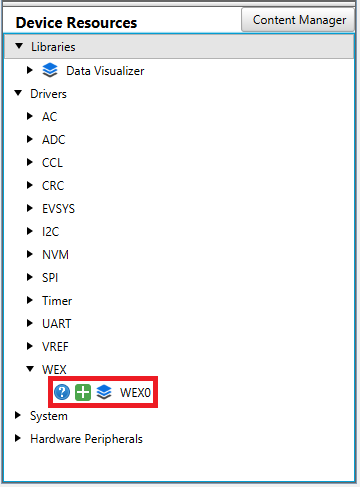 Device Resources Content Manager
Libraries
Data Visualizer
Drivers
AC
ADC
CCL
CRC
EVSYS
I2C
NVM
SPI
Timer
UART
VREF
WEX
? WEX0
System
Hardware Peripherals